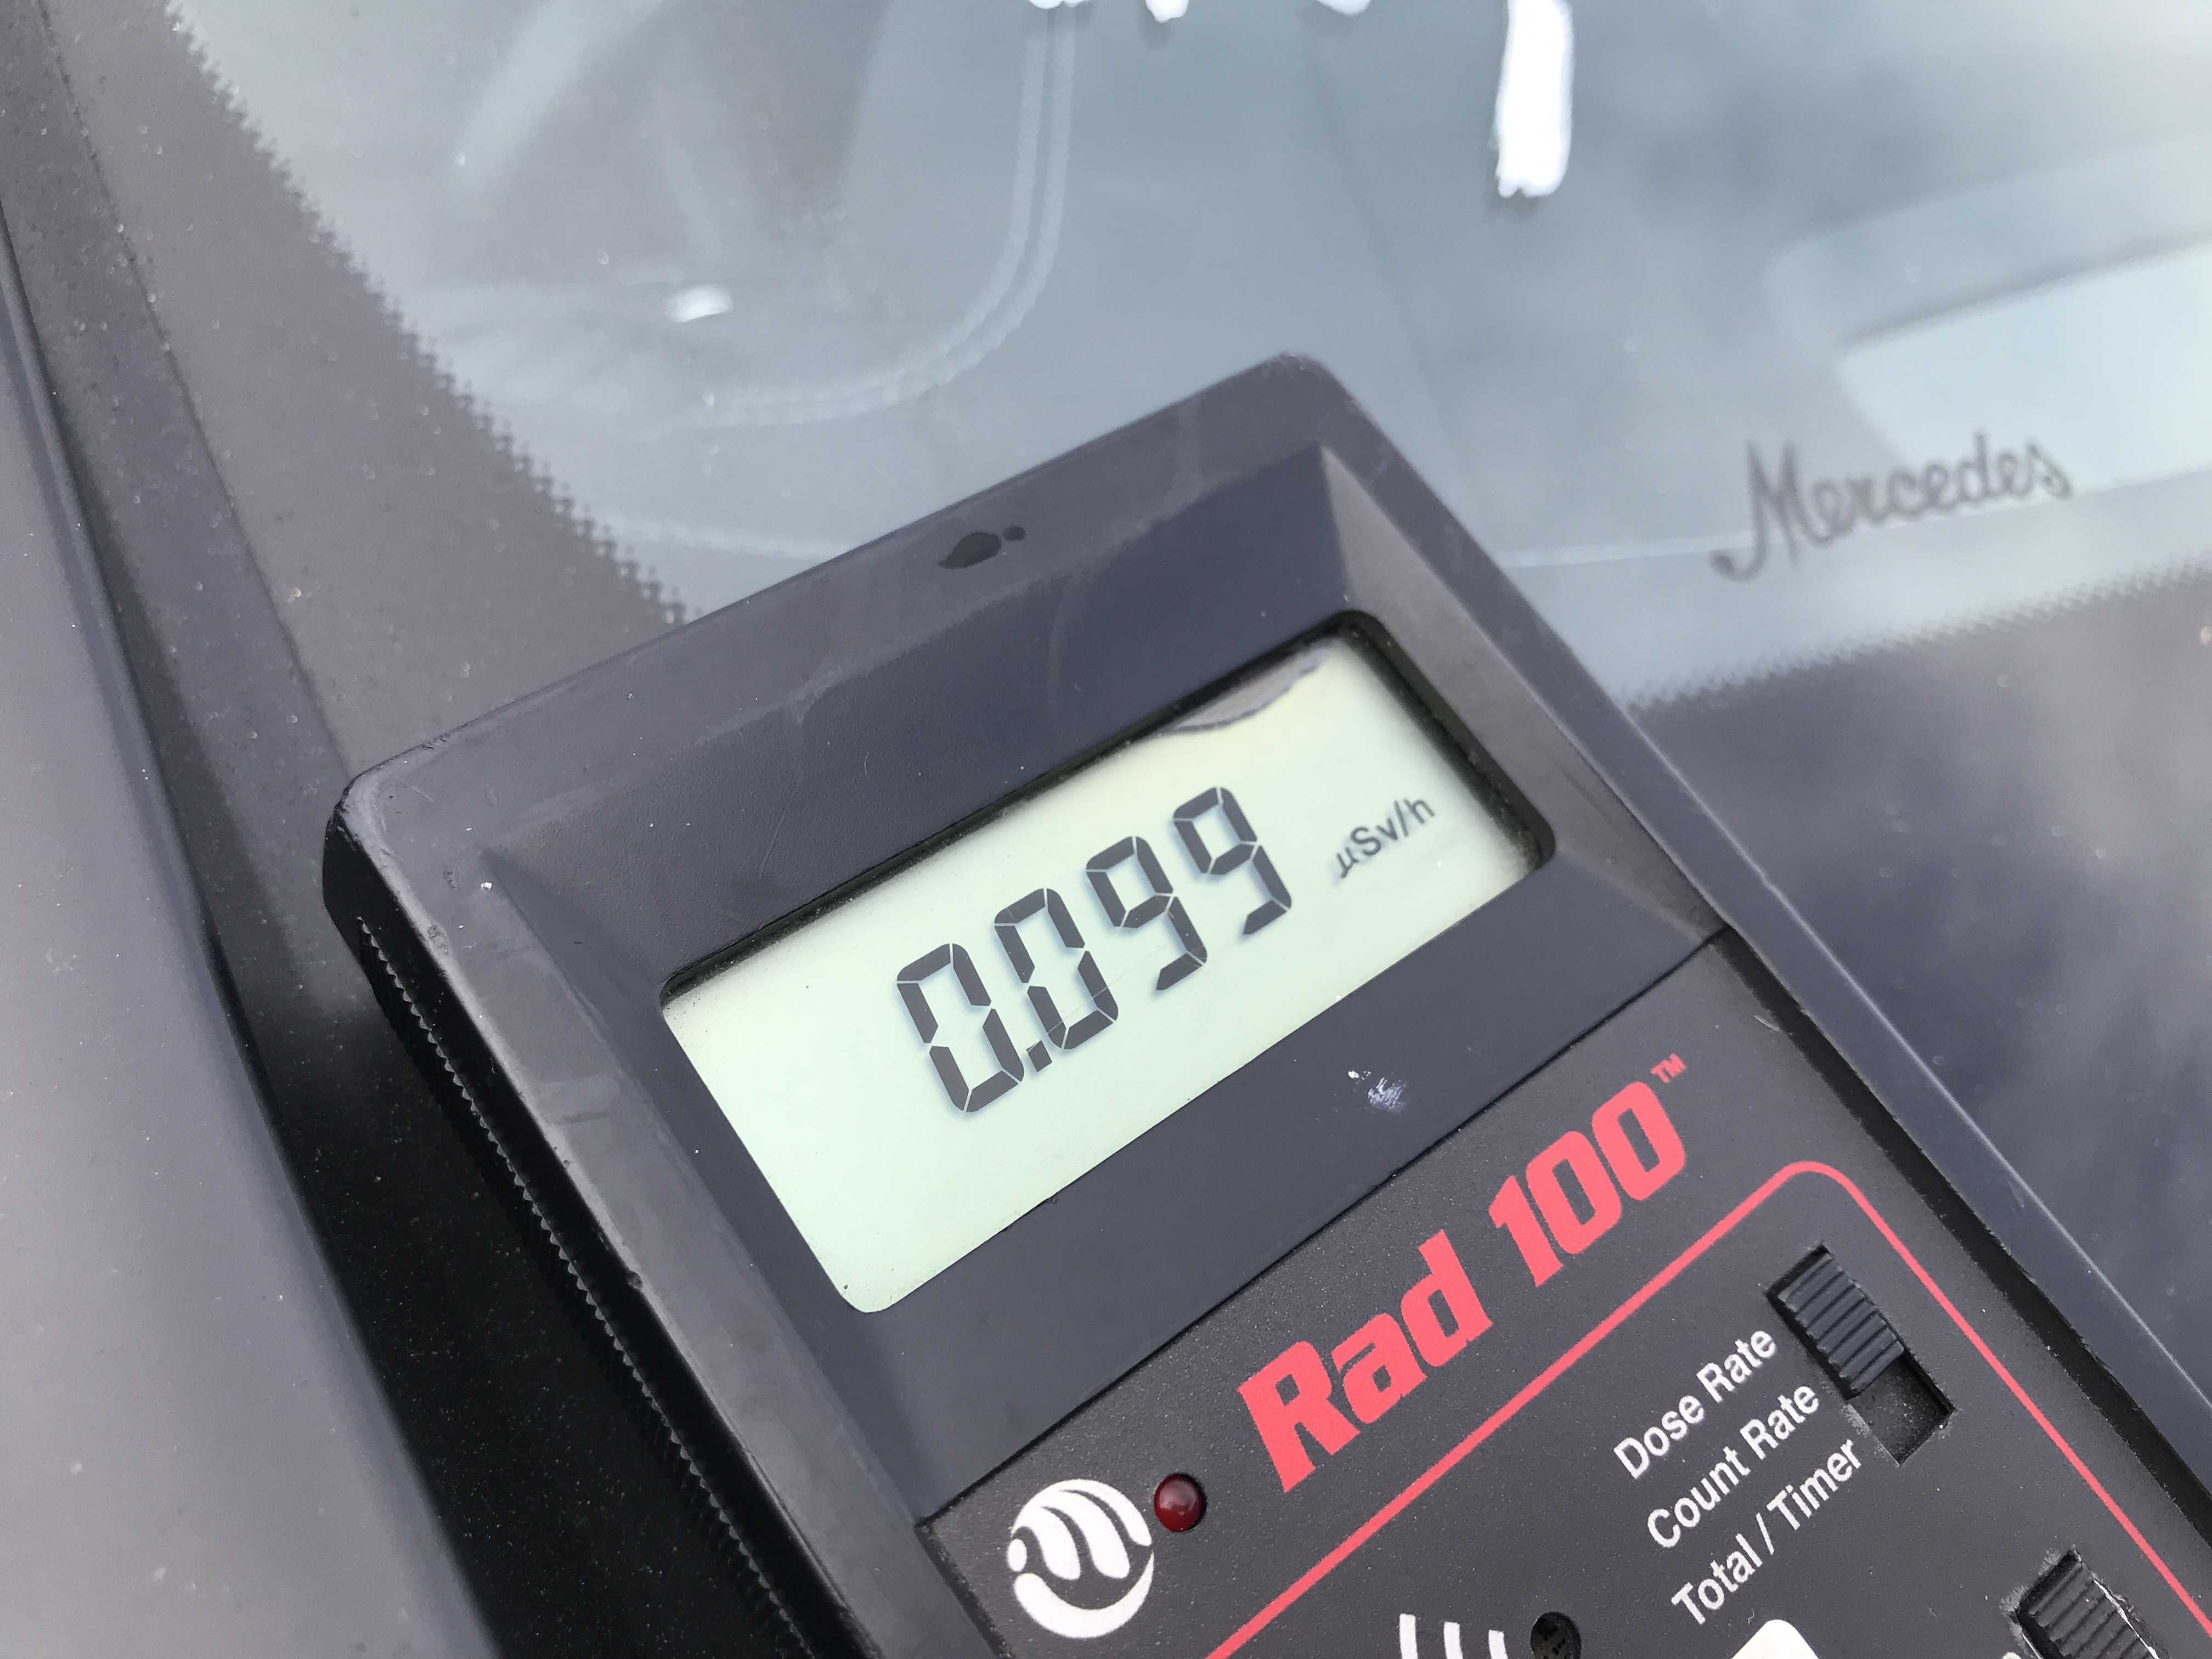 Mercedes
0.099 µSv/h
Rad 100™
Dose Rate
Count Rate
Total / Timer